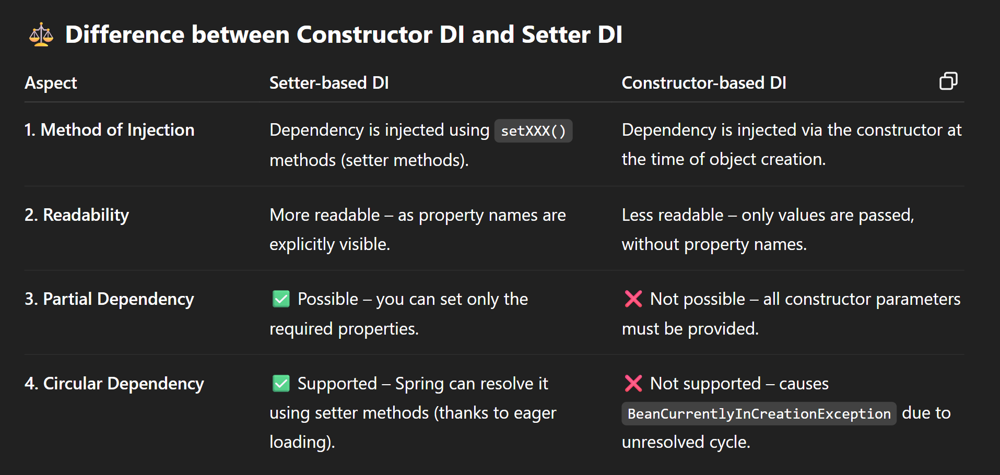 ⚖️ Difference between Constructor DI and Setter DI
Aspect
Setter-based DI
Constructor-based DI
1. Method of Injection
Dependency is injected using setXXX()
methods (setter methods).
Dependency is injected via the constructor at
the time of object creation.
2. Readability
More readable – as property names are
explicitly visible.
Less readable – only values are passed,
without property names.
3. Partial Dependency
✅ Possible – you can set only the
required properties.
❌ Not possible – all constructor parameters
must be provided.
4. Circular Dependency
✅ Supported – Spring can resolve it
using setter methods (thanks to eager
loading).
❌ Not supported – causes
BeanCurrentlyInCreationException due to
unresolved cycle.